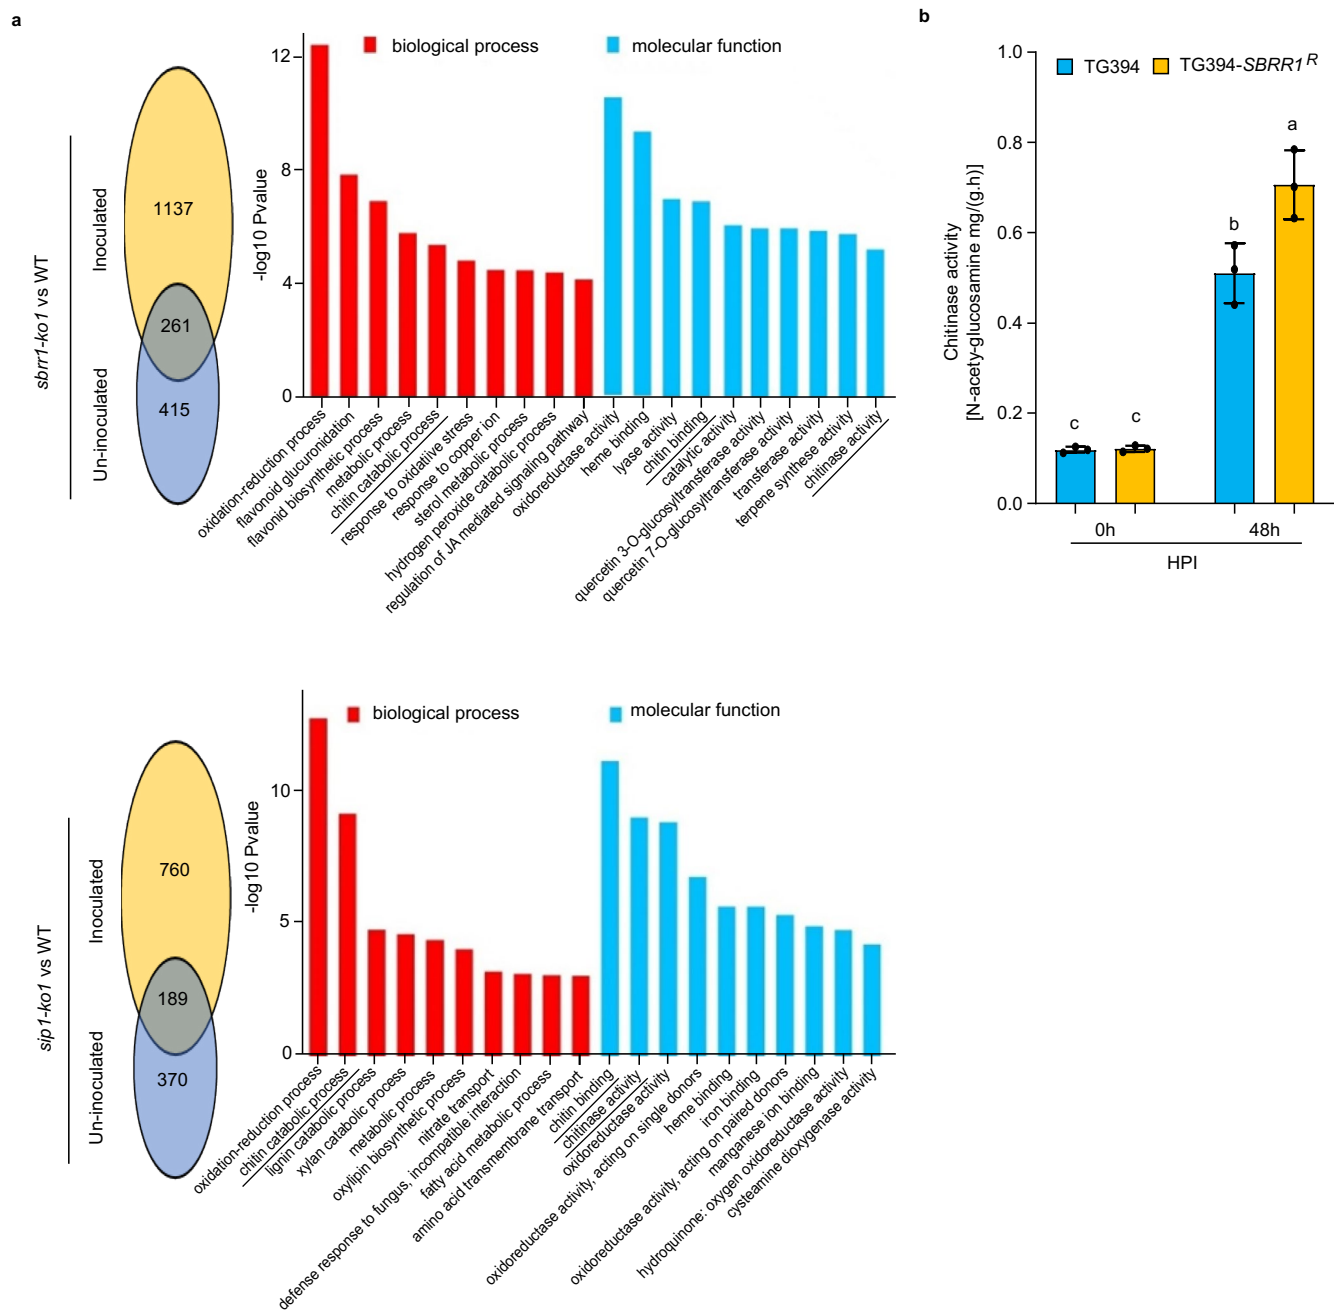 a
biological process
molecular function
12
8
4
0
-log10 Pvalue
sbrr1-ko1 vs WT
Inoculated
Un-inoculated
1137
261
415
oxidation-reduction process
flavonoid glucuronidation
flavonid biosynthetic process
metabolic process
chitin catabolic process
response to oxidatiive stress
response to copper ion
sterol metabolic process
hydrogen peroxide catabolic process
regulation of JA mediated signaling pathway
oxidoreductase activity
heme binding
lyase activity
chitin binding
catalytic activity
quercetin 3-O-glucosyltransferase activity
quercetin 7-O-glucosyltransferase activity
transferase activity
terpene synthese activity
chitinase activity
b
TG394
TG394-SBRR1 R
1.0
0.8
0.6
0.4
0.2
0.0
Chitinase activity
[N-acety-glucosamine mg/(g.h)]
c
c
b
a
0h
48h
HPI
biological process
molecular function
10
5
0
-log10 Pvalue
sip1-ko1 vs WT
Inoculated
Un-inoculated
760
189
370
oxidation-reduction process
chitin catabolic process
lignin catabolic process
xylan catabolic process
metabolic process
oxylipin biosynthetic process
nitrate transport
defense response to fungus, incompatible interaction
fatty acid metabolic process
amino acid transmembrane transport
chitin binding
chitinase activity
oxidoreductase activity
oxidoreductase activity, acting on single donors
heme binding
iron binding
oxidoreductase activity, acting on paired donors
manganese ion binding
hydroquinone: oxygen oxidoreductase activity
cysteamine dioxygenase activity